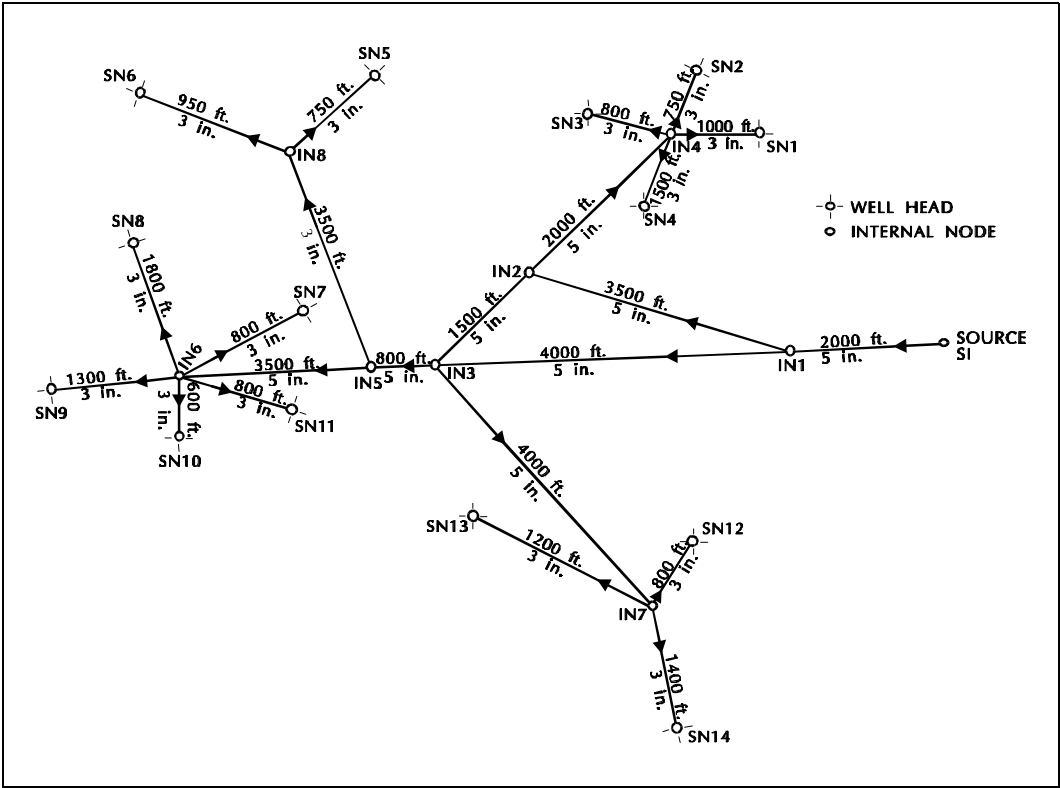 SN6
950 ft.
3 in.
SN5
750 ft.
3 in.
IN8
3500 ft.
3 in.
SN2
750 ft.
3 in.
SN3
800 ft.
3 in.
1000 ft.
3 in.
SN1
IN4
1500 ft.
3 in.
SN4
2000 ft.
5 in.
WELL HEAD
INTERNAL NODE
IN2
1500 ft.
5 in.
3500 ft.
5 in.
SOURCE
SI
2000 ft.
5 in.
IN1
4000 ft.
5 in.
IN3
800 ft.
5 in.
IN5
3500 ft.
5 in.
SN8
1800 ft.
3 in.
SN7
800 ft.
3 in.
IN6
1300 ft.
3 in.
SN9
600 ft.
3 in.
SN10
800 ft.
3 in.
SN11
4000 ft.
5 in.
SN13
1200 ft.
3 in.
SN12
800 ft.
3 in.
IN7
1400 ft.
3 in.
SN14